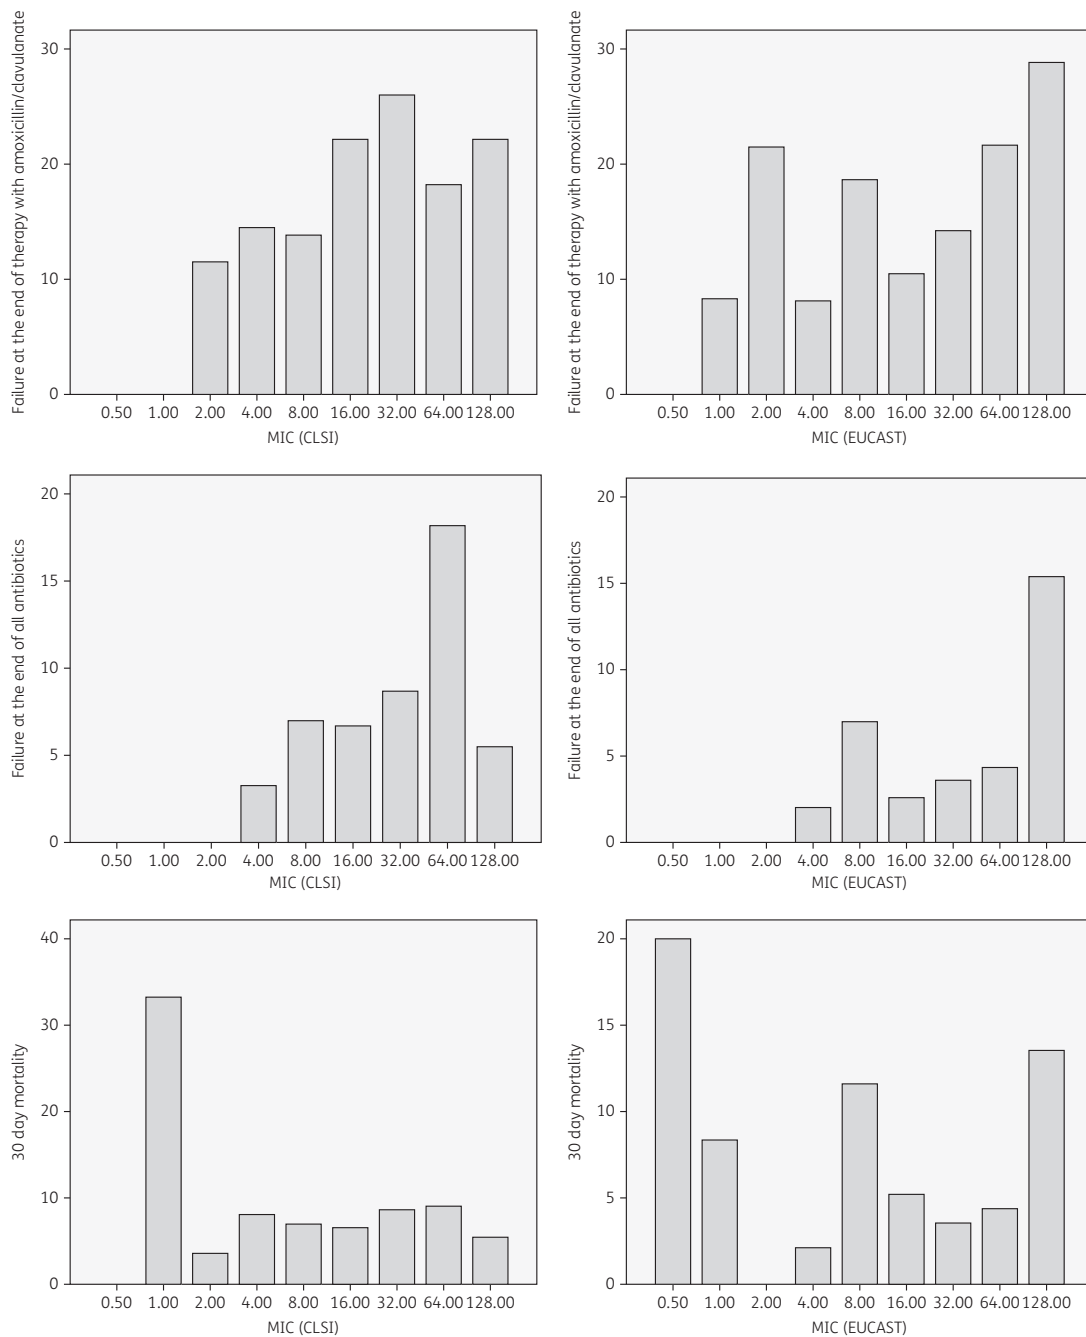 Failure at the end of therapy with amoxicillin/clavulanate
30
20
10
0
0.50 1.00 2.00 4.00 8.00 16.00 32.00 64.00 128.00
MIC (CLSI)
Failure at the end of therapy with amoxicillin/clavulanate
30
20
10
0
0.50 1.00 2.00 4.00 8.00 16.00 32.00 64.00 128.00
MIC (EUCAST)
Failure at the end of all antibiotics
20
15
10
5
0
0.50 1.00 2.00 4.00 8.00 16.00 32.00 64.00 128.00
MIC (CLSI)
Failure at the end of all antibiotics
20
15
10
5
0
0.50 1.00 2.00 4.00 8.00 16.00 32.00 64.00 128.00
MIC (EUCAST)
30 day mortality
40
30
20
10
0
0.50 1.00 2.00 4.00 8.00 16.00 32.00 64.00 128.00
MIC (CLSI)
30 day mortality
20
15
10
5
0
0.50 1.00 2.00 4.00 8.00 16.00 32.00 64.00 128.00
MIC (EUCAST)